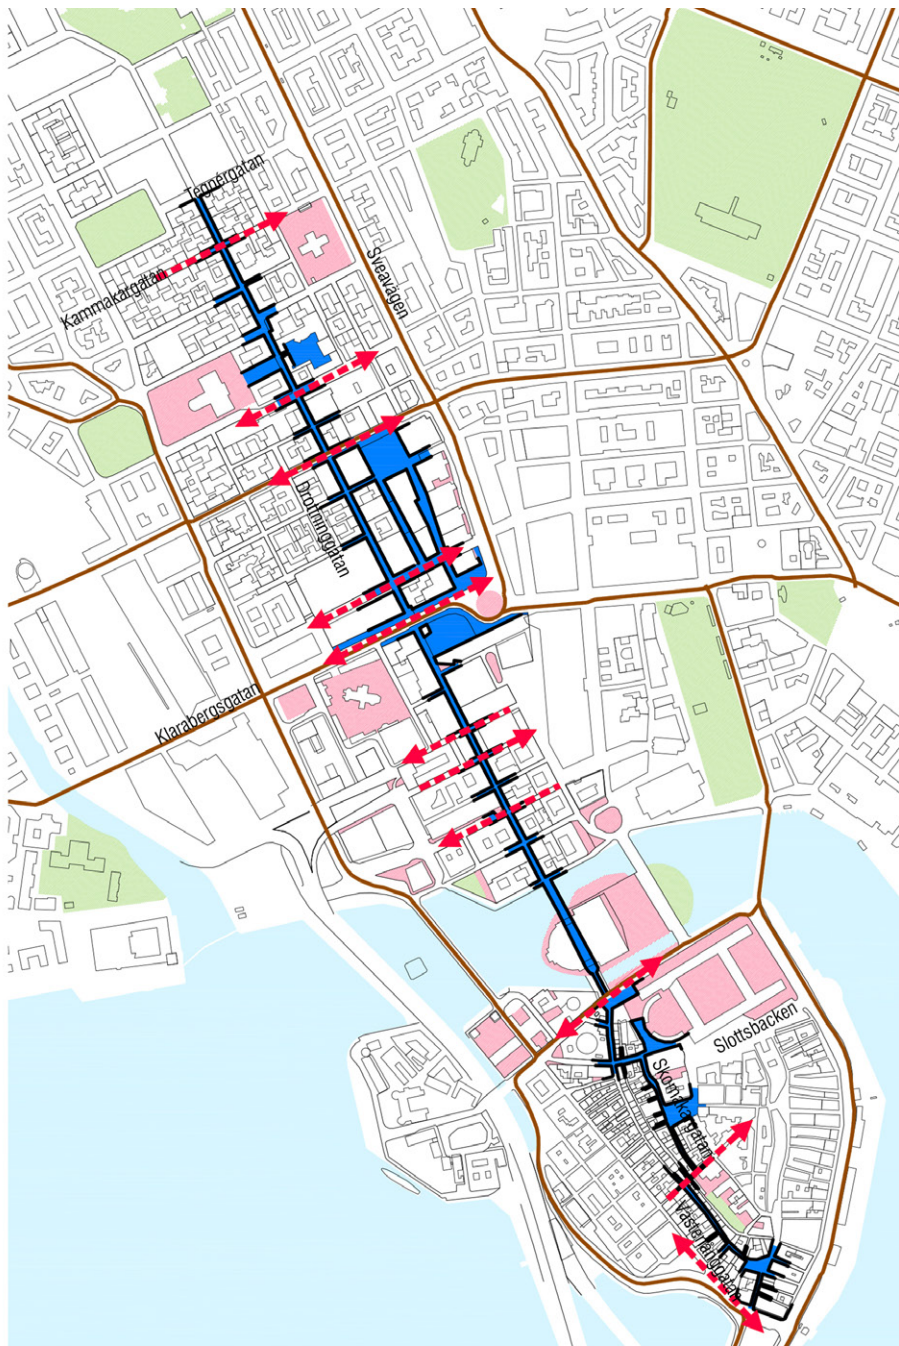 Tegnérgatan
Kammakargatan
Sveavägen
Drottninggatan
Klarabergsgatan
Slottsbacken
Skomakargatan
Västerlånggatan